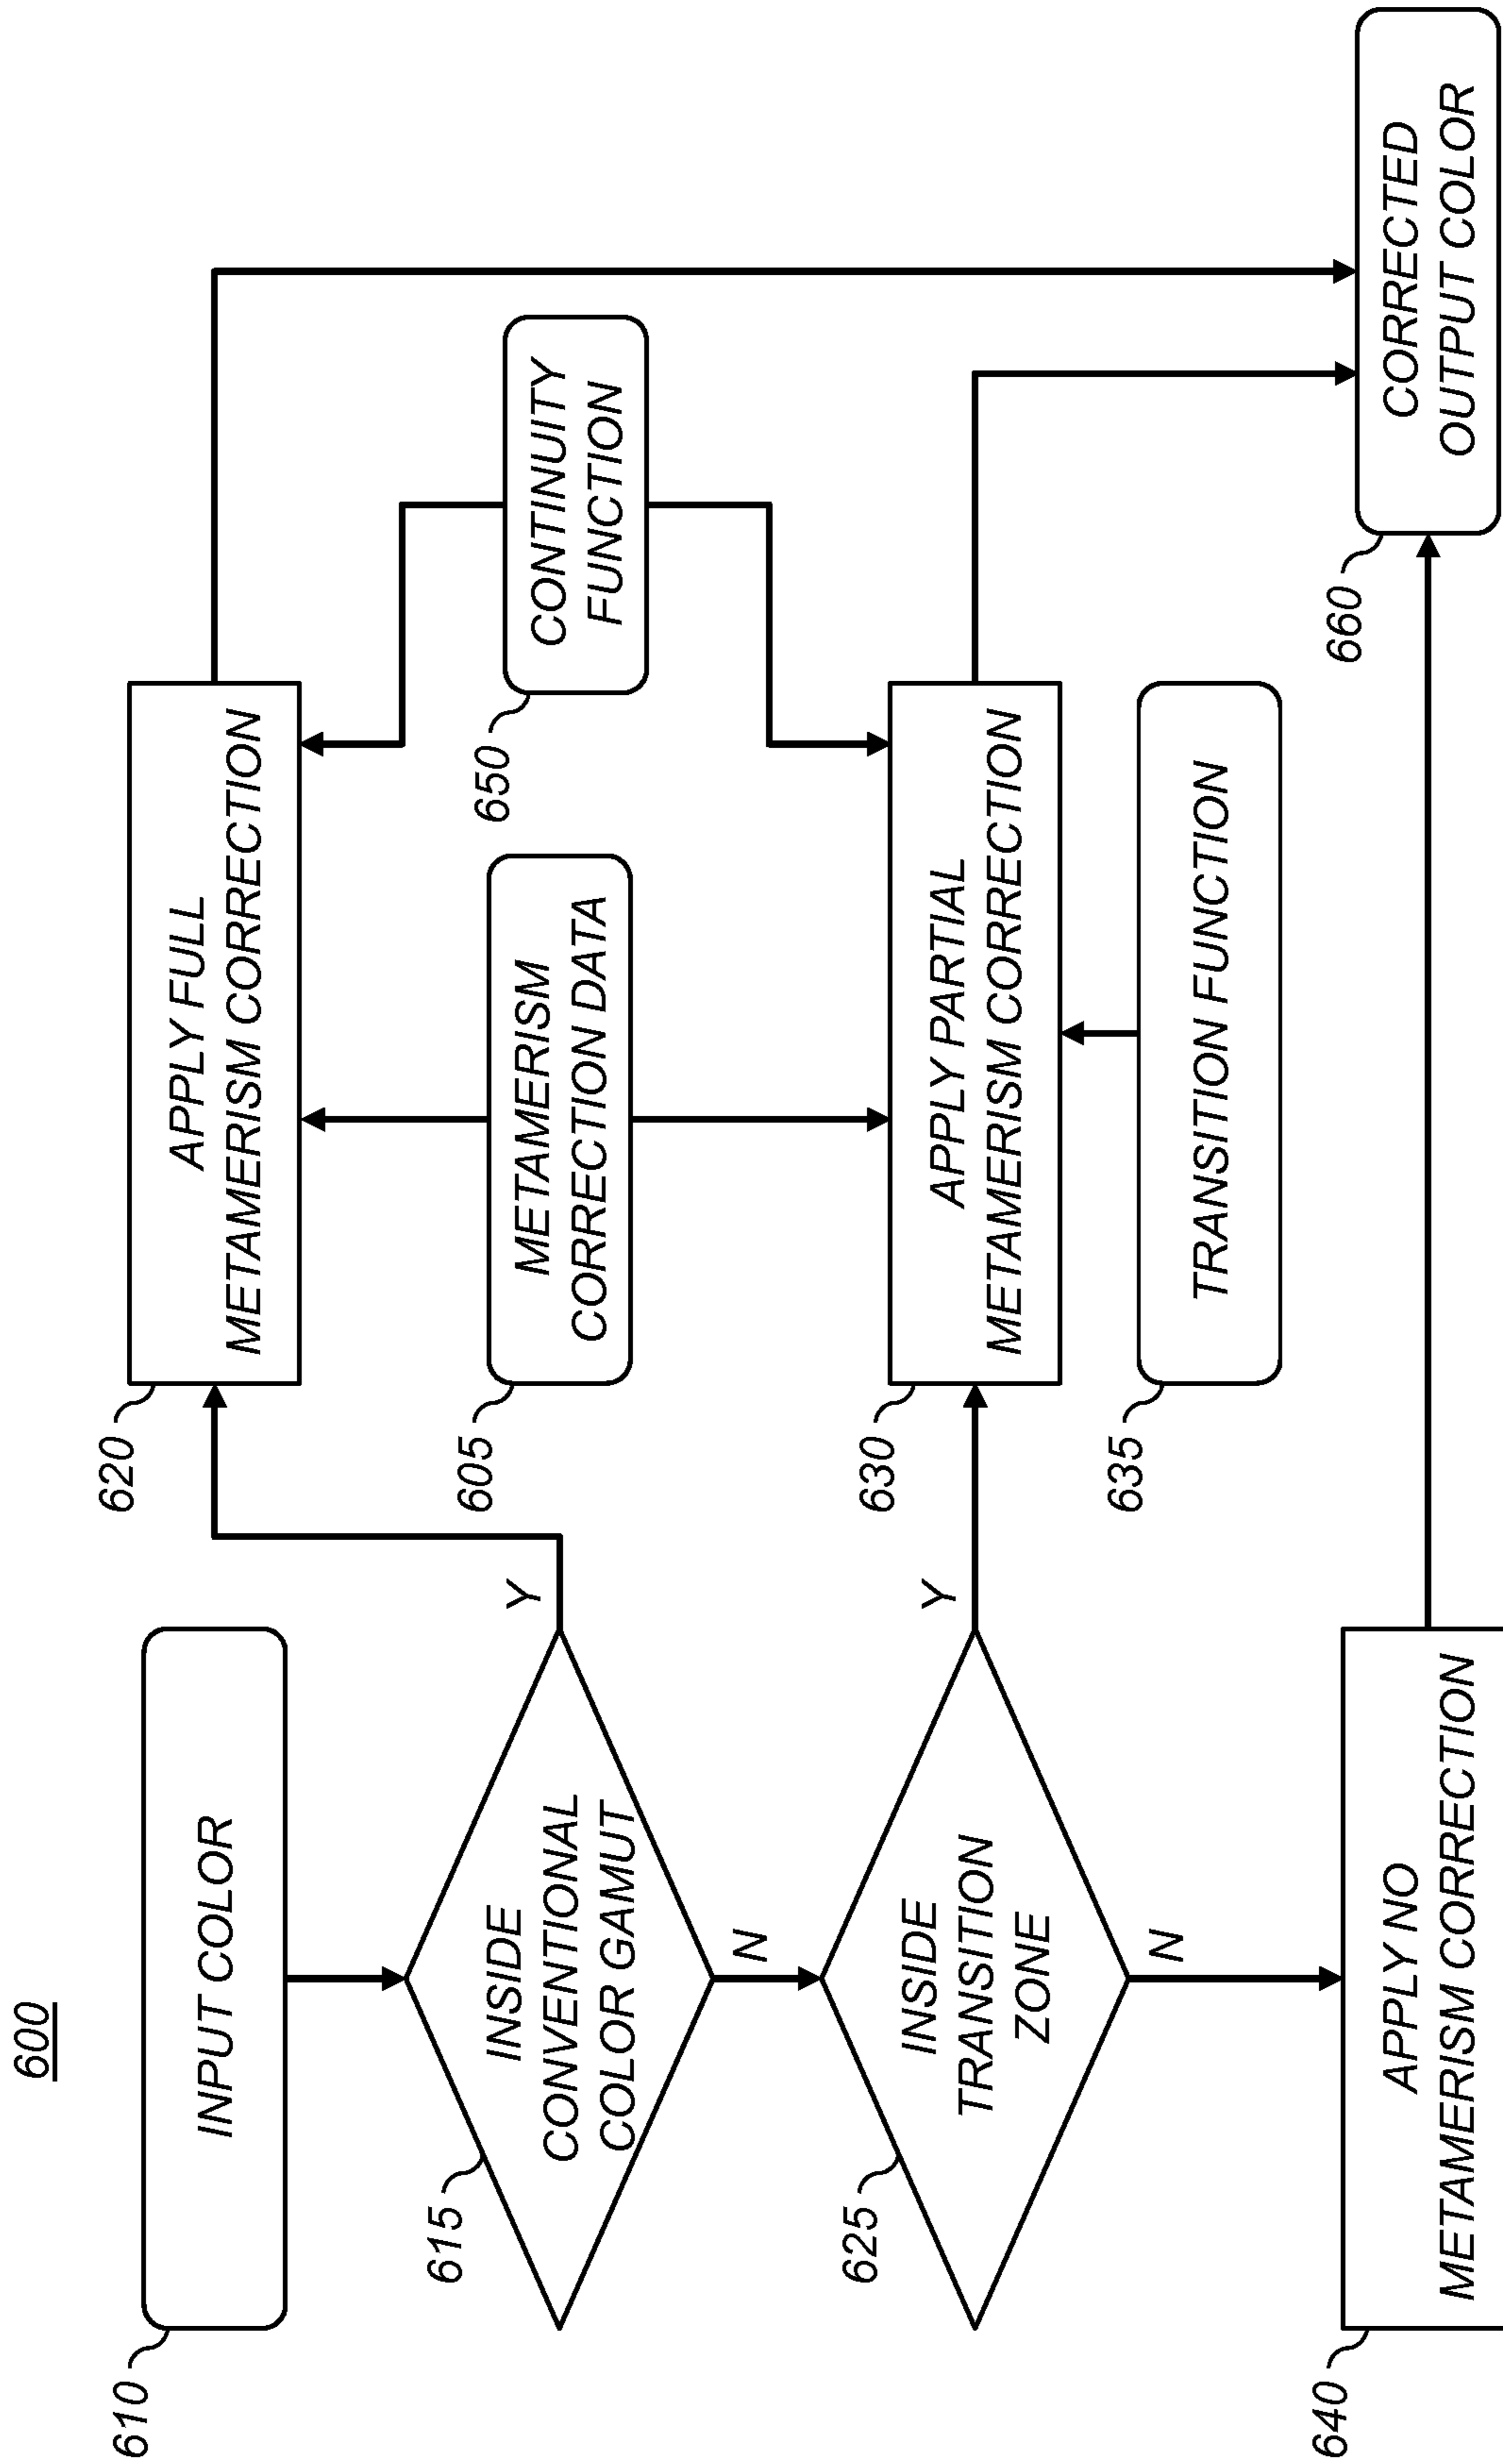 600
610
INPUT COLOR
615
INSIDE
CONVENTIONAL
COLOR GAMUT
Y
N
620
APPLY FULL
METAMERISM CORRECTION
605
METAMERISM
CORRECTION DATA
650
CONTINUITY
FUNCTION
625
INSIDE
TRANSITION
ZONE
Y
N
630
APPLY PARTIAL
METAMERISM CORRECTION
635
TRANSITION FUNCTION
640
APPLY NO
METAMERISM CORRECTION
660
CORRECTED
OUTPUT COLOR